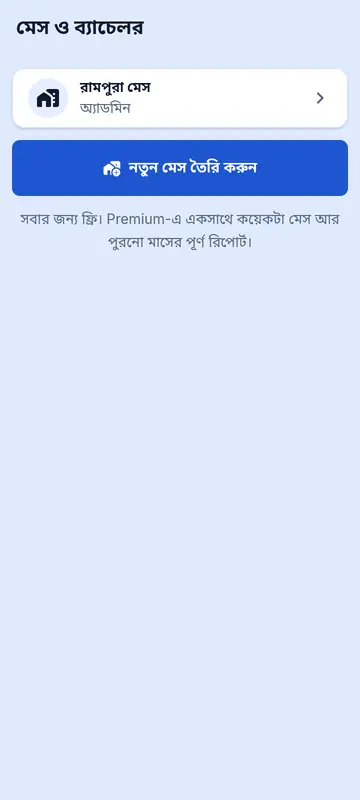 মেস ও ব্যাচেলর
রামপুরা মেস
অ্যাডমিন
নতুন মেস তৈরি করুন
সবার জন্য ফ্রি। Premium-এ একসাথে কয়েকটা মেস আর
পুরনো মাসের পূর্ণ রিপোর্ট।